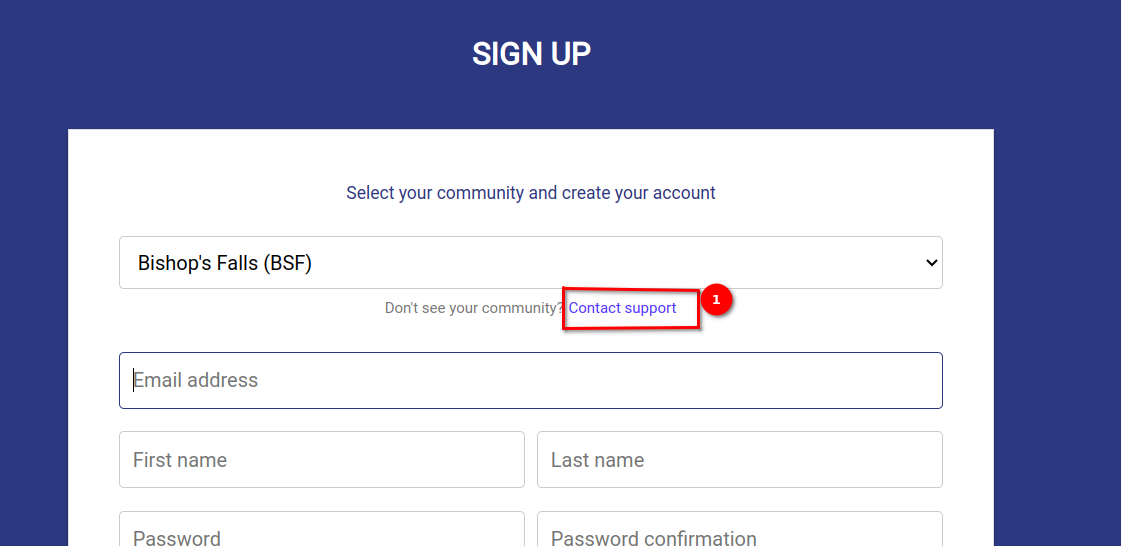 SIGN UP
Select your community and create your account
Bishop's Falls (BSF)
Don't see your community? Contact support
1
Email address
First name
Last name
Password
Password confirmation